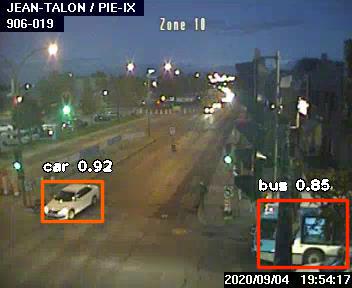 JEAN-TALON / PIE-IX
906-019
Zone 10
car 0.92
bus 0.85
2020/09/04 19:54:17